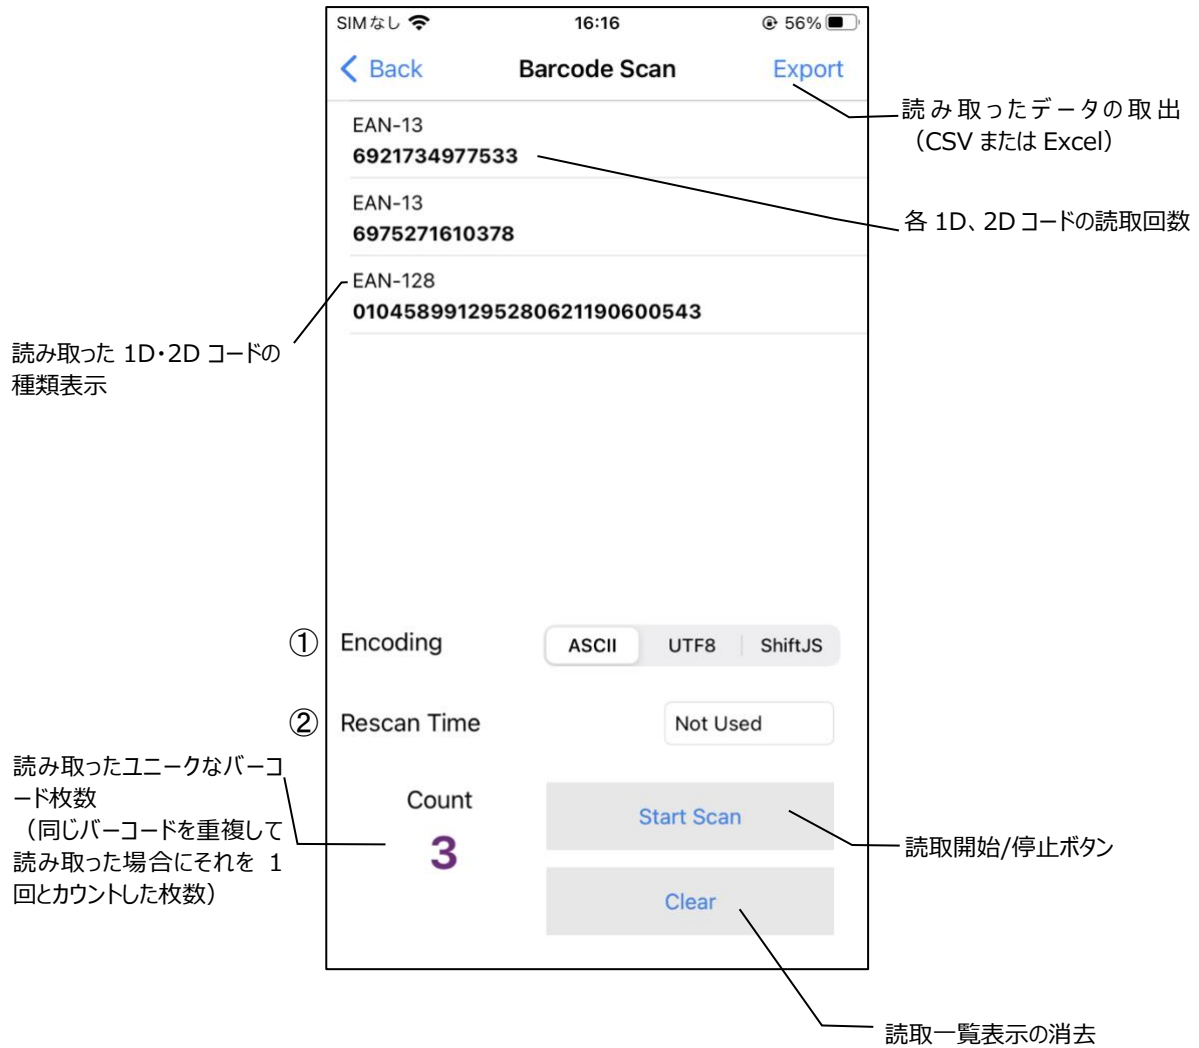 SIMなし 16:16 56%
Back Barcode Scan Export
読み取ったデータの取出
（CSV または Excel）
EAN-13
6921734977533
各 1D、2D コードの読取回数
EAN-13
6975271610378
EAN-128
010458991295280621190600543
読み取った 1D・2D コードの
種類表示
① Encoding ASCII UTF8 ShiftJS
② Rescan Time Not Used
読み取ったユニークなバーコ
ード枚数
（同じバーコードを重複して
読み取った場合にそれを 1
回とカウントした枚数）
Count
3
Start Scan
読取開始/停止ボタン
Clear
読取一覧表示の消去